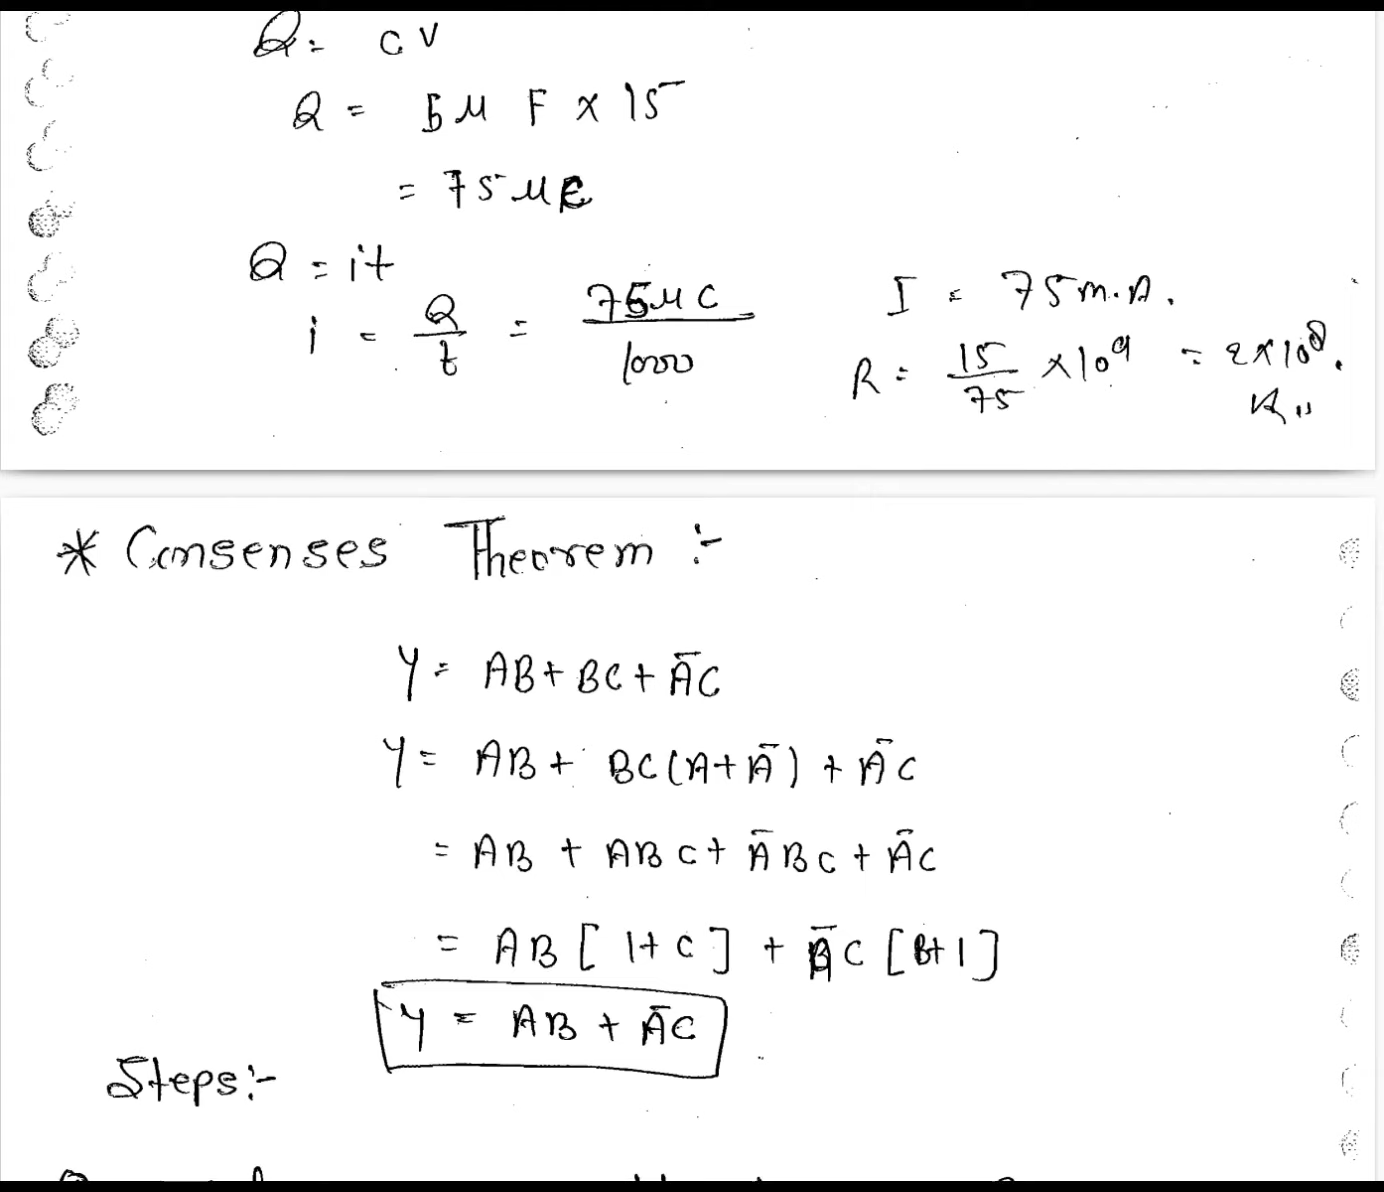 Q = CV
Q = 5μF × 15
= 75μC
Q = it
i = Q/t = 75μC/1000
I = 75 m.A.
R = 15/75 × 10⁹ = 2×10⁸.
* Consenses Theorem :-
Y = AB + BC + ĀC
Y = AB + BC(A+Ā) + ĀC
= AB + ABC + ĀBC + ĀC
= AB [1+C] + ĀC [B+1]
Y = AB + ĀC
Steps:-